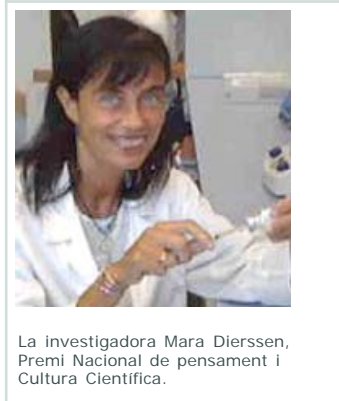 La investigadora Mara Dierssen,
Premi Nacional de pensament i
Cultura Científica.